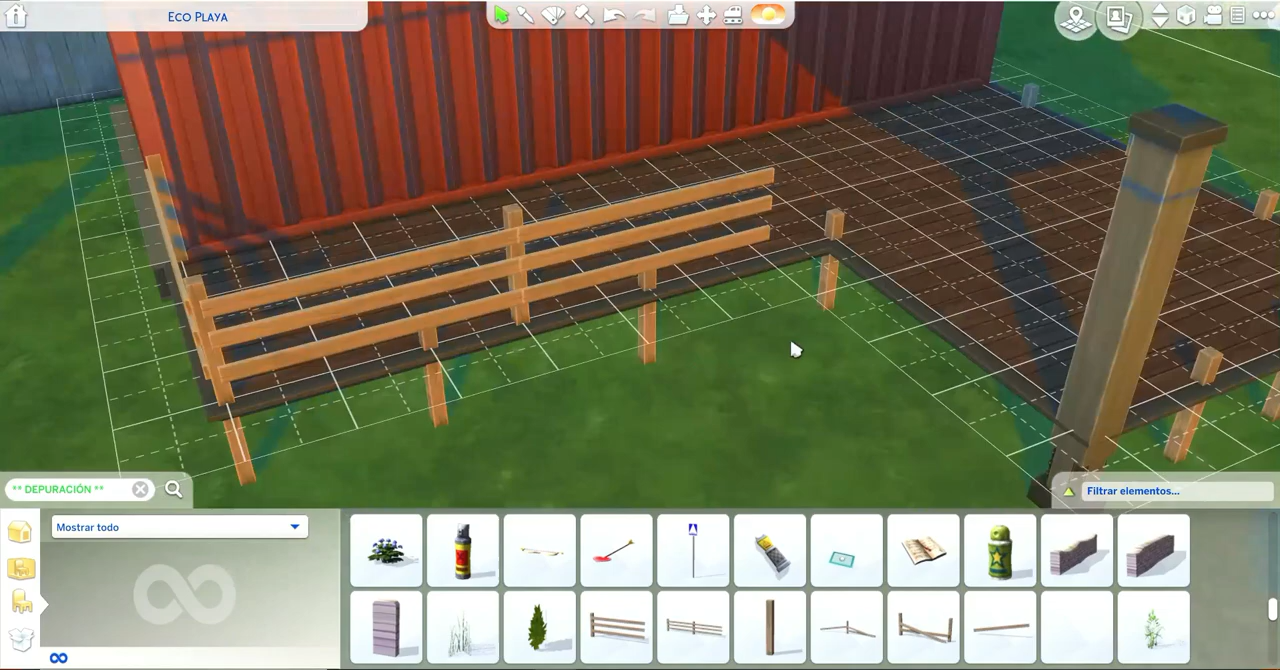 Eco Playa
** DEPURACIÓN **
Filtrar elementos...
Mostrar todo